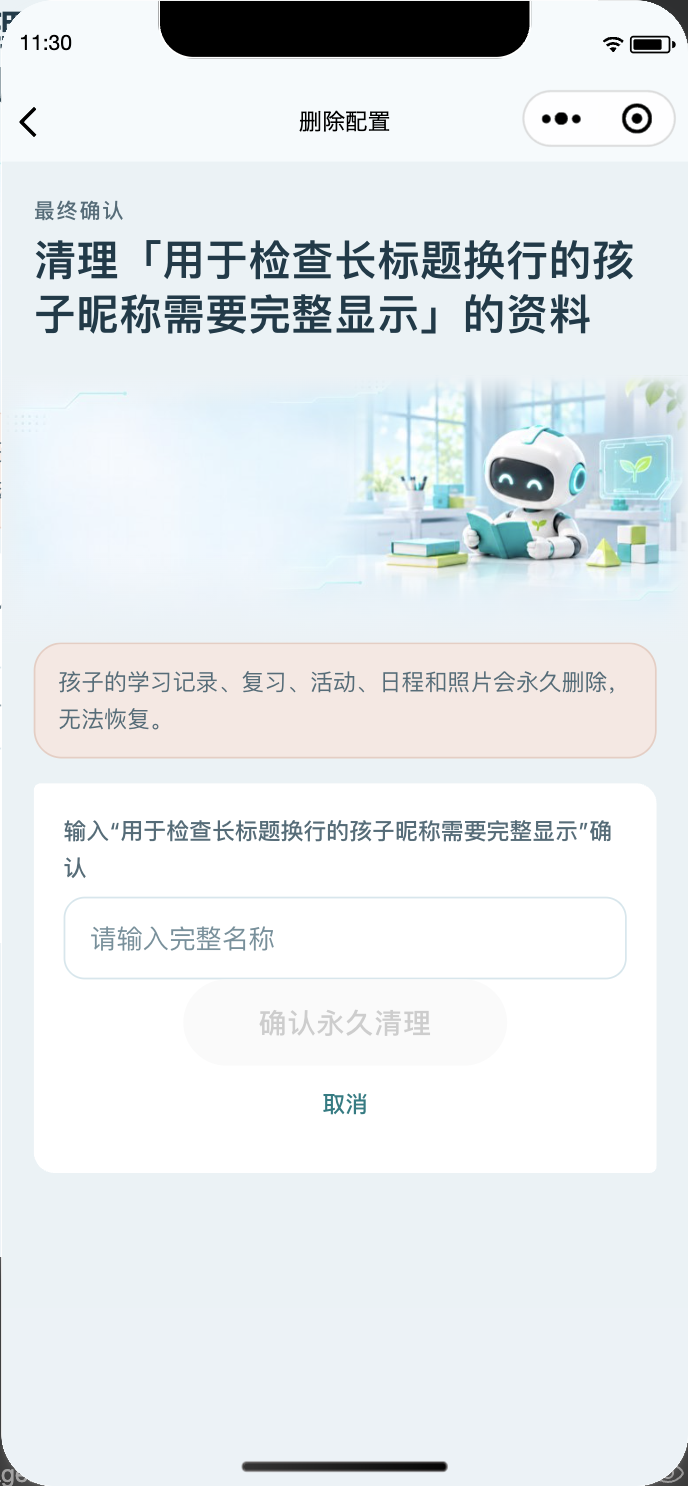 11:30
删除配置
最终确认
清理「用于检查长标题换行的孩
子昵称需要完整显示」的资料
孩子的学习记录、复习、活动、日程和照片会永久删除，
无法恢复。
输入“用于检查长标题换行的孩子昵称需要完整显示”确
认
请输入完整名称
确认永久清理
取消